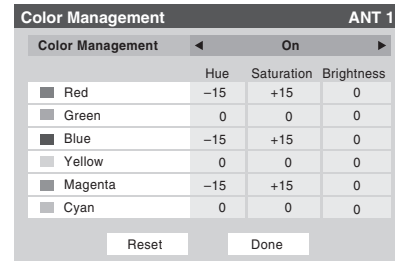 Color Management ANT 1
Color Management ◄ On ►
Hue Saturation Brightness
Red −15 +15 0
Green 0 0 0
Blue −15 +15 0
Yellow 0 0 0
Magenta −15 +15 0
Cyan 0 0 0
Reset Done